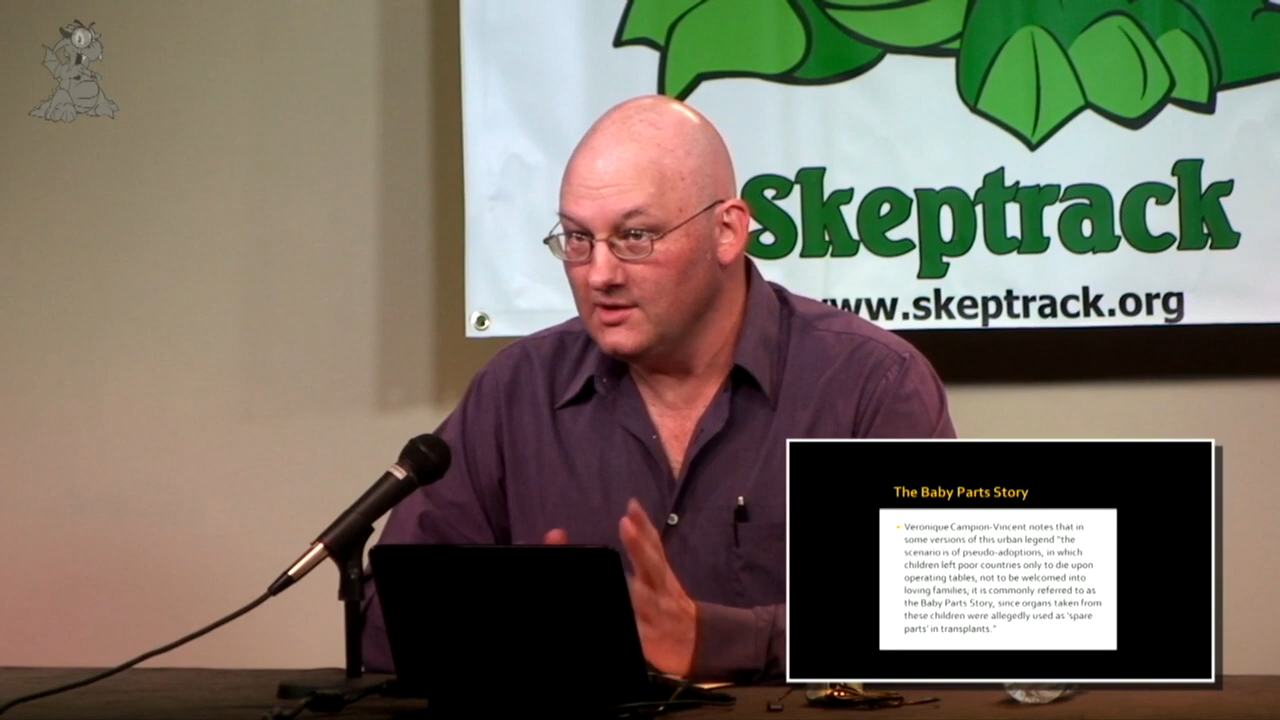 Skeptrack
www.skeptrack.org
The Baby Parts Story
Veronique Campion-Vincent notes that in
some versions of this urban legend "the
scenario is of pseudo-adoptions, in which
children left poor countries only to die upon
operating tables, not to be welcomed into
loving families; it is commonly referred to as
the Baby Parts Story, since organs taken from
these children were allegedly used as 'spare
parts' in transplants."